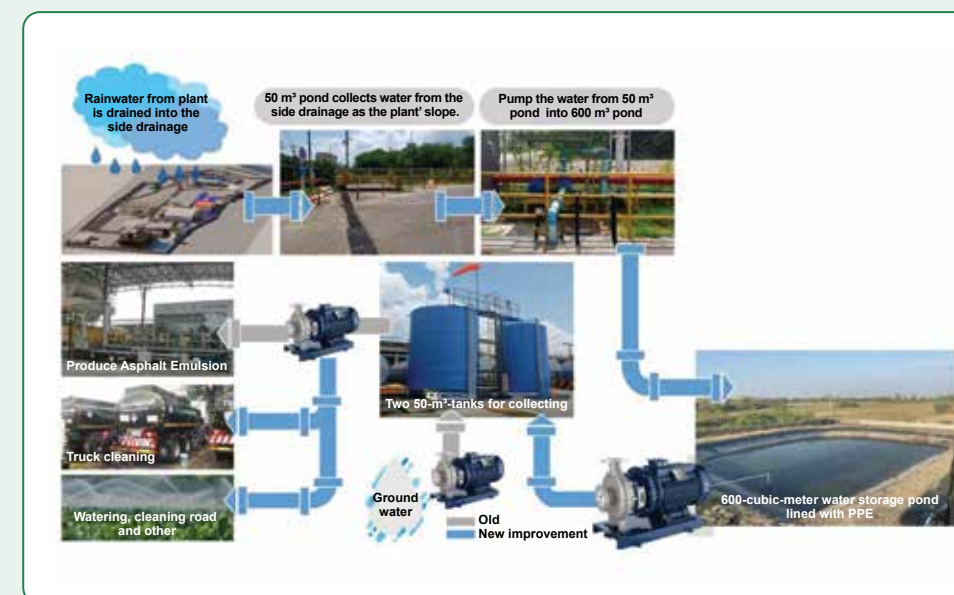 Rainwater from plant
is drained into the
side drainage
50 m³ pond collects water from the
side drainage as the plant' slope.
Pump the water from 50 m³
pond into 600 m³ pond
Produce Asphalt Emulsion
Two 50-m³-tanks for collecting
Truck cleaning
Watering, cleaning road
and other
Ground
water
Old
New improvement
600-cubic-meter water storage pond
lined with PPE